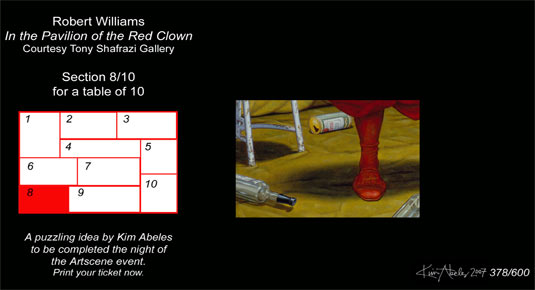 Robert Williams
In the Pavilion of the Red Clown
Courtesy Tony Shafrazi Gallery
Section 8/10
for a table of 10
1
2
3
4
5
6
7
8
9
10
A puzzling idea by Kim Abeles
to be completed the night of
the Artscene event.
Print your ticket now.
Kim Abeles 2007 378/600